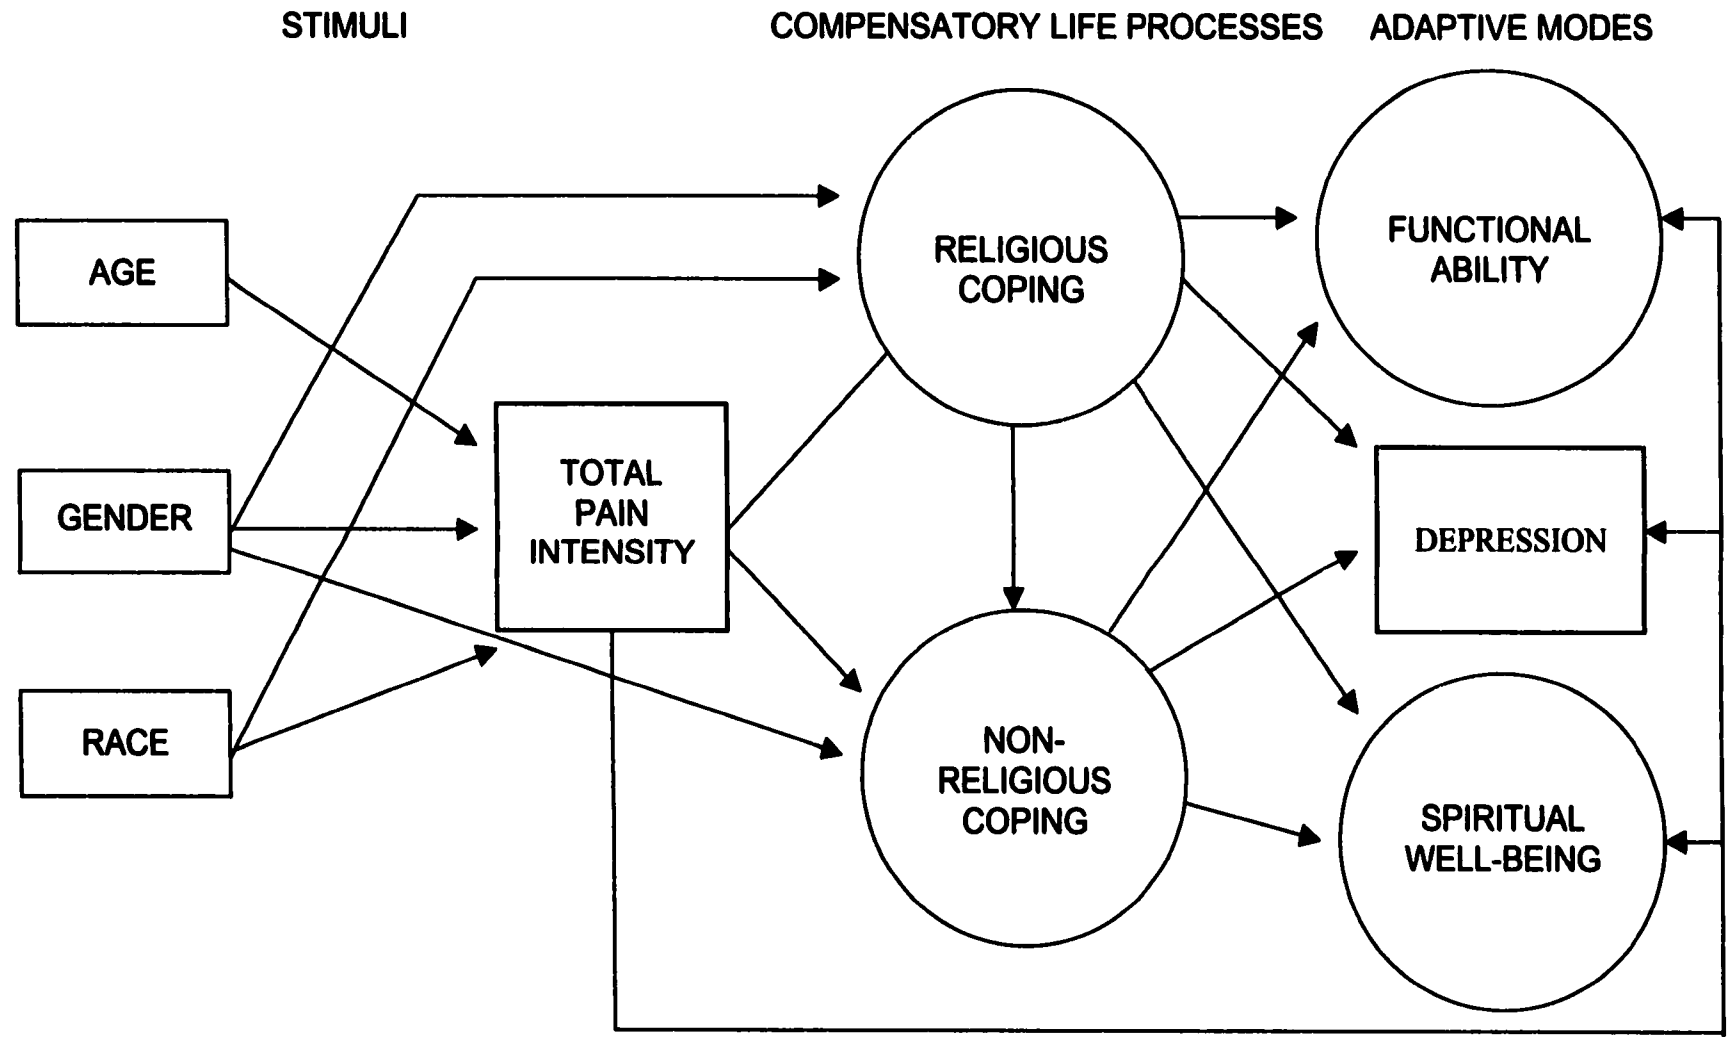 STIMULI
COMPENSATORY LIFE PROCESSES
ADAPTIVE MODES
AGE
GENDER
RACE
TOTAL
PAIN
INTENSITY
RELIGIOUS
COPING
NON-
RELIGIOUS
COPING
FUNCTIONAL
ABILITY
DEPRESSION
SPIRITUAL
WELL-BEING